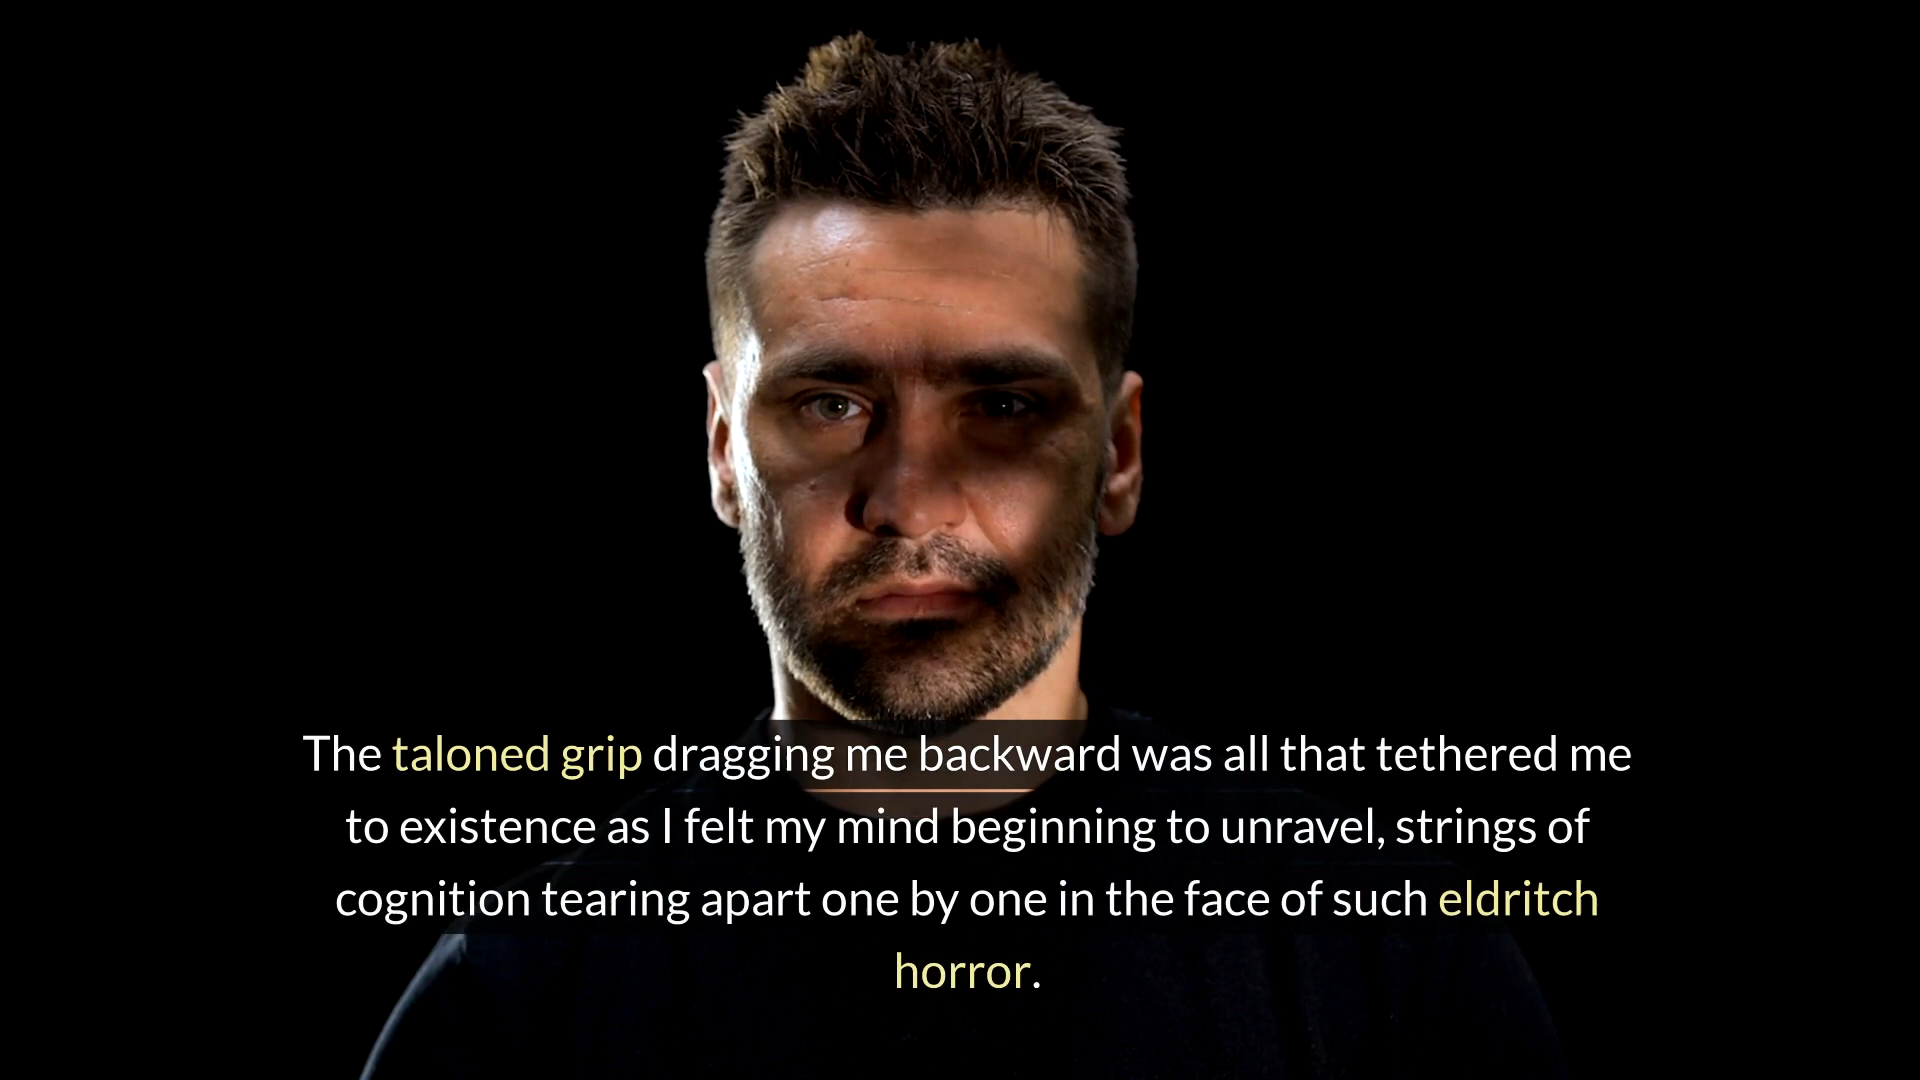 The taloned grip dragging me backward was all that tethered me
to existence as I felt my mind beginning to unravel, strings of
cognition tearing apart one by one in the face of such eldritch
horror.